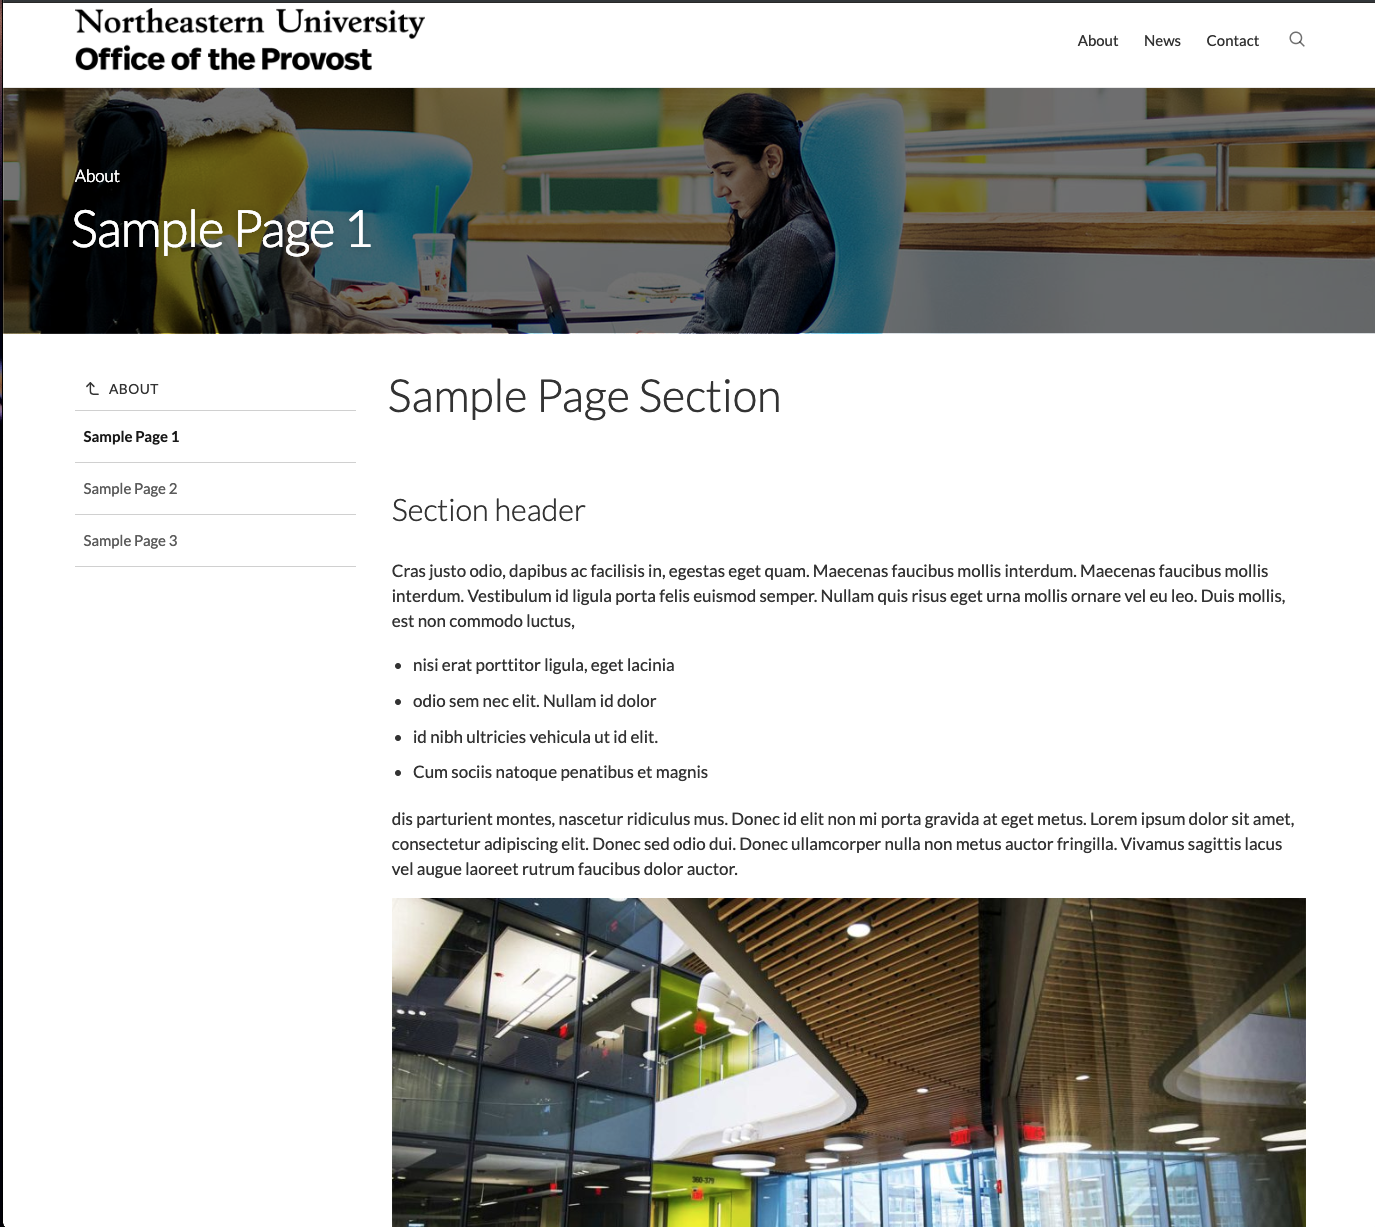 Northeastern University
Office of the Provost
About News Contact
About
Sample Page 1
ABOUT
Sample Page 1
Sample Page 2
Sample Page 3
Sample Page Section
Section header
Cras justo odio, dapibus ac facilisis in, egestas eget quam. Maecenas faucibus mollis interdum. Maecenas faucibus mollis
interdum. Vestibulum id ligula porta felis euismod semper. Nullam quis risus eget urna mollis ornare vel eu leo. Duis mollis,
est non commodo luctus,
• nisi erat porttitor ligula, eget lacinia
• odio sem nec elit. Nullam id dolor
• id nibh ultricies vehicula ut id elit.
• Cum sociis natoque penatibus et magnis
dis parturient montes, nascetur ridiculus mus. Donec id elit non mi porta gravida at eget metus. Lorem ipsum dolor sit amet,
consectetur adipiscing elit. Donec sed odio dui. Donec ullamcorper nulla non metus auctor fringilla. Vivamus sagittis lacus
vel augue laoreet rutrum faucibus dolor auctor.
360-379